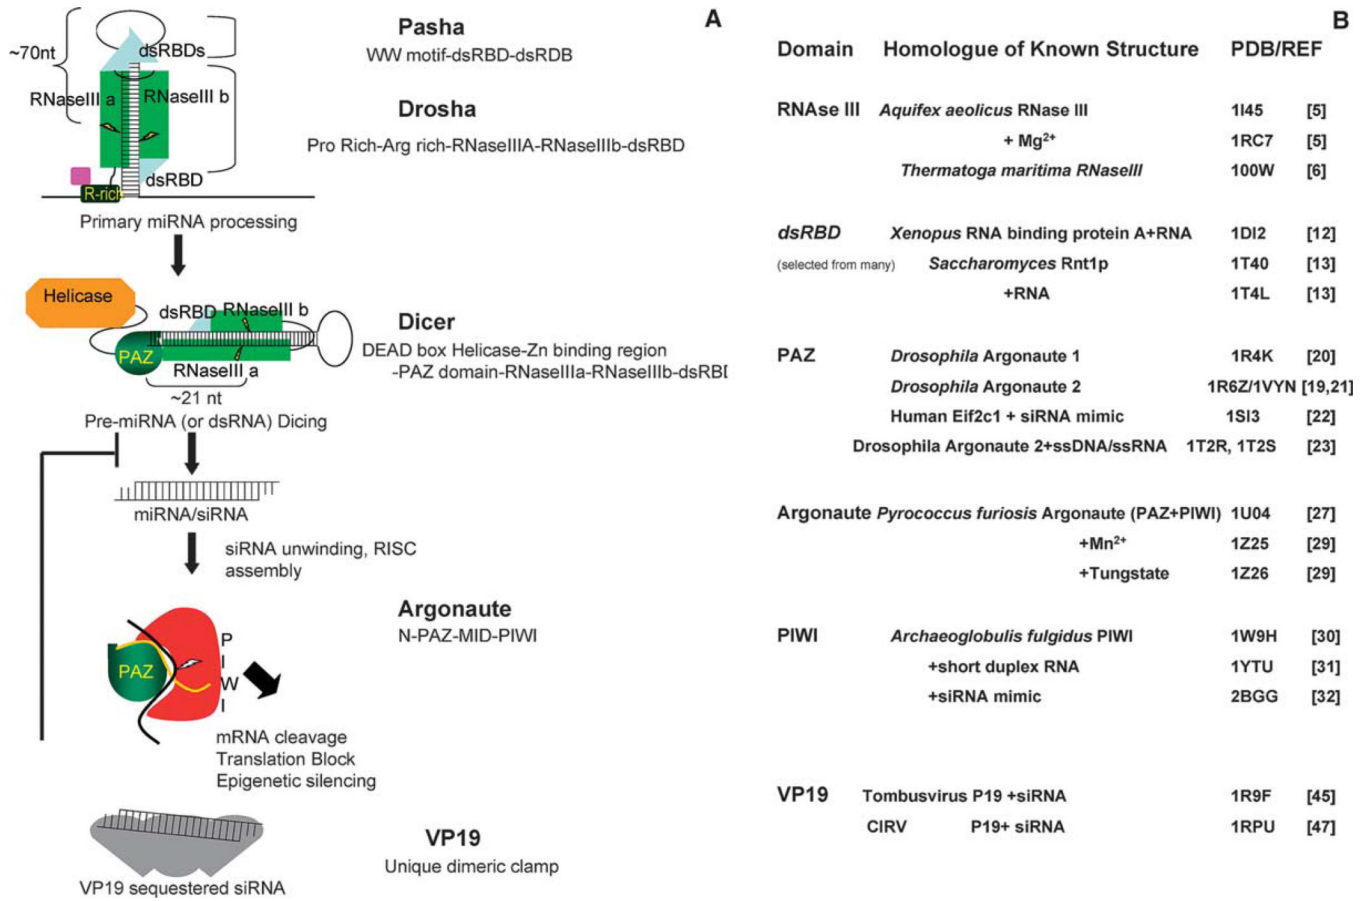 A
~70nt
dsRBDs
RNaseIII a
RNaseIII b
dsRBD
R-rich
Primary miRNA processing
Pasha
WW motif-dsRBD-dsRDB
Drosha
Pro Rich-Arg rich-RNaseIIIA-RNaseIIIb-dsRBD
Helicase
dsRBD
RNaseIII b
PAZ
RNaseIII a
~21 nt
Pre-miRNA (or dsRNA) Dicing
Dicer
DEAD box Helicase-Zn binding region
-PAZ domain-RNaseIIIa-RNaseIIIb-dsRBI
miRNA/siRNA
siRNA unwinding, RISC
assembly
PAZ
P
I
W
I
Argonaute
N-PAZ-MID-PIWI
mRNA cleavage
Translation Block
Epigenetic silencing
VP19
Unique dimeric clamp
VP19 sequestered siRNA
B
Domain Homologue of Known Structure PDB/REF
RNAse III Aquifex aeolicus RNase III 1I45 [5]
+ Mg2+ 1RC7 [5]
Thermatoga maritima RNaseIII 100W [6]
dsRBD Xenopus RNA binding protein A+RNA 1DI2 [12]
(selected from many) Saccharomyces Rnt1p 1T40 [13]
+RNA 1T4L [13]
PAZ Drosophila Argonaute 1 1R4K [20]
Drosophila Argonaute 2 1R6Z/1VYN [19,21]
Human Eif2c1 + siRNA mimic 1SI3 [22]
Drosophila Argonaute 2+ssDNA/ssRNA 1T2R, 1T2S [23]
Argonaute Pyrococcus furiosis Argonaute (PAZ+PIWI) 1U04 [27]
+Mn2+ 1Z25 [29]
+Tungstate 1Z26 [29]
PIWI Archaeoglobulis fulgidus PIWI 1W9H [30]
+short duplex RNA 1YTU [31]
+siRNA mimic 2BGG [32]
VP19 Tombusvirus P19 +siRNA 1R9F [45]
CIRV P19+ siRNA 1RPU [47]